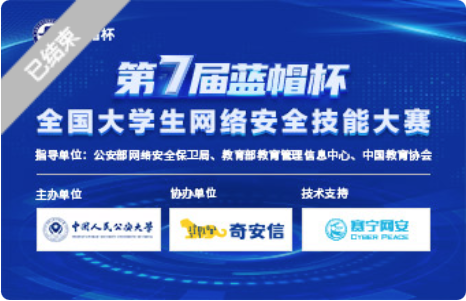 已结束
帽杯
第7届蓝帽杯
全国大学生网络安全技能大赛
指导单位：公安部网络安全保卫局、教育部教育管理信息中心、中国教育协会
主办单位
协办单位
技术支持
中国人民公安大学
奇安信
赛宁网安
CYBER PEACE